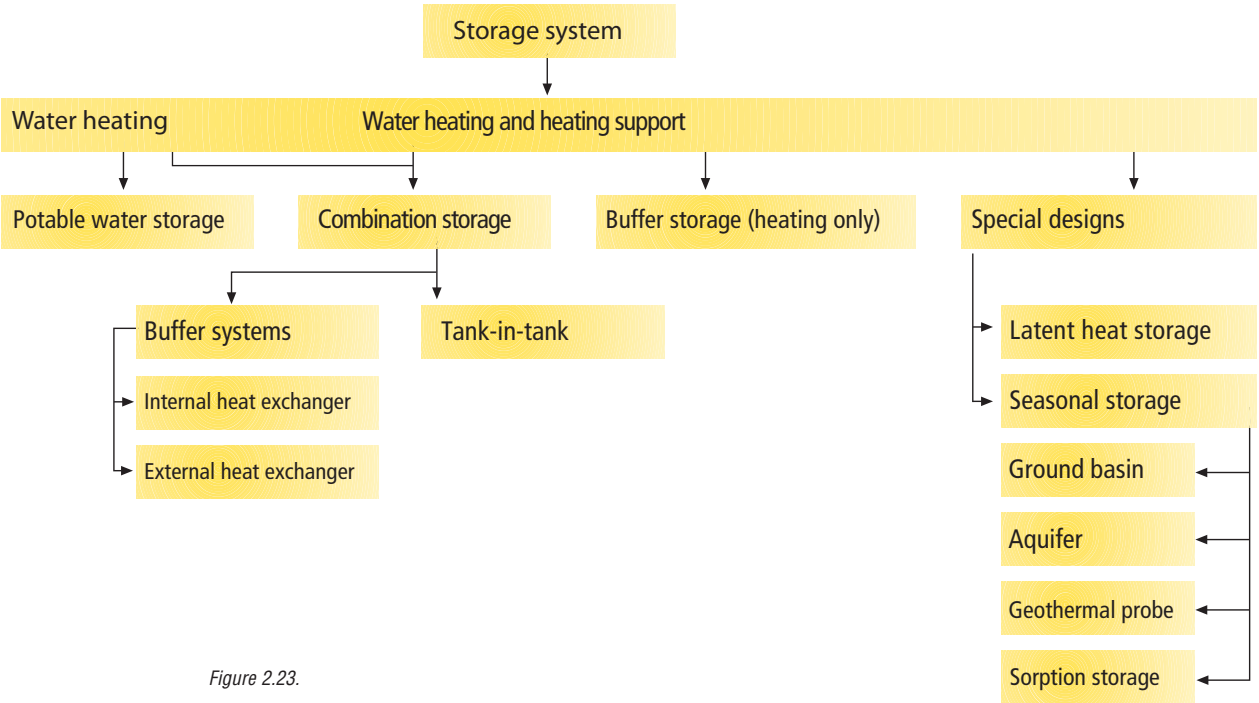 Storage system
Water heating
Water heating and heating support
Potable water storage
Combination storage
Buffer storage (heating only)
Special designs
Buffer systems
Tank-in-tank
Latent heat storage
Internal heat exchanger
Seasonal storage
External heat exchanger
Ground basin
Aquifer
Geothermal probe
Sorption storage
Figure 2.23.